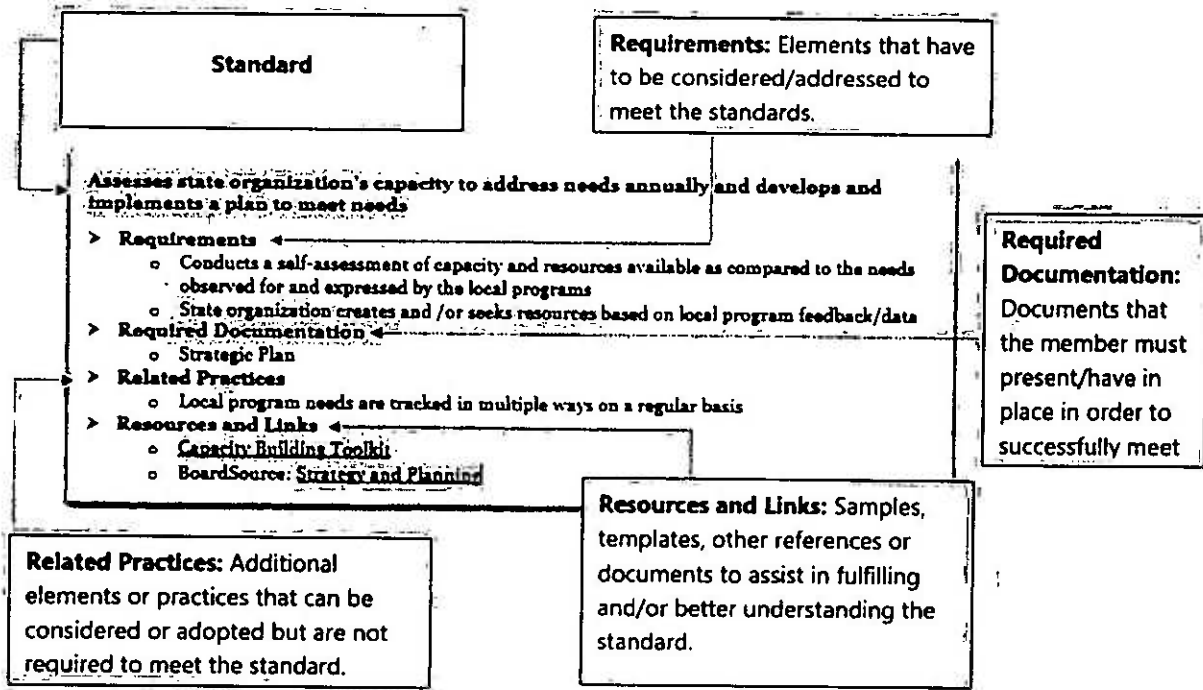 Standard
Requirements: Elements that have
to be considered/addressed to
meet the standards.
Assesses state organization's capacity to address needs annually and develops and
implements a plan to meet needs
➤ Requirements
o Conducts a self-assessment of capacity and resources available as compared to the needs
observed for and expressed by the local programs
o State organization creates and /or seeks resources based on local program feedback/data
➤ Required Documentation
o Strategic Plan
➤ Related Practices
o Local program needs are tracked in multiple ways on a regular basis
➤ Resources and Links
o Capacity Building Toolkit
o BoardSource: Strategy and Planning
Required
Documentation:
Documents that
the member must
present/have in
place in order to
successfully meet
Resources and Links: Samples,
templates, other references or
documents to assist in fulfilling
and/or better understanding the
standard.
Related Practices: Additional
elements or practices that can be
considered or adopted but are not
required to meet the standard.